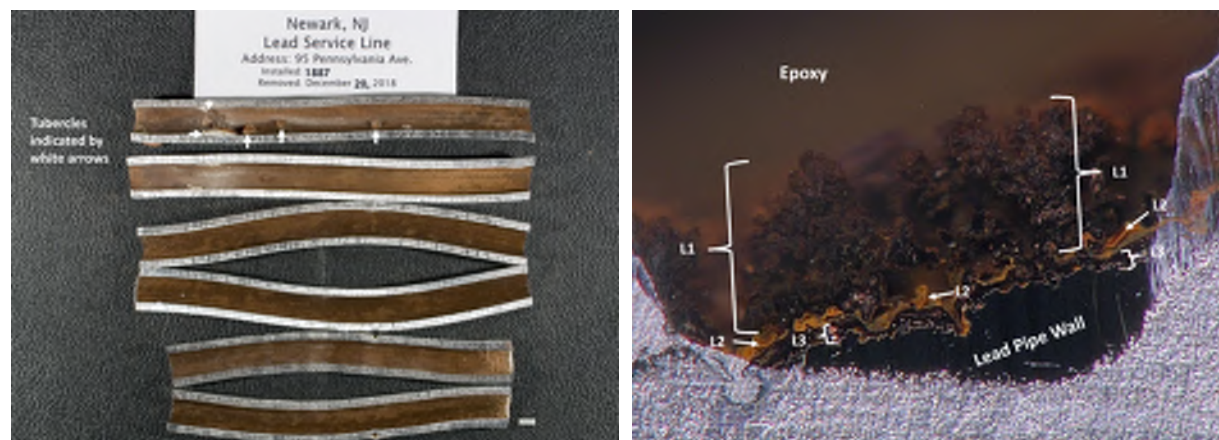 Newark, NJ
Lead Service Line
Address: 95 Pennsylvania Ave.
Installed: 1887
Removed: December 20, 2018
Tubercles
indicated by
white arrows
Epoxy
L1
L1
L2
L3
L2
L2
L3
Lead Pipe Wall